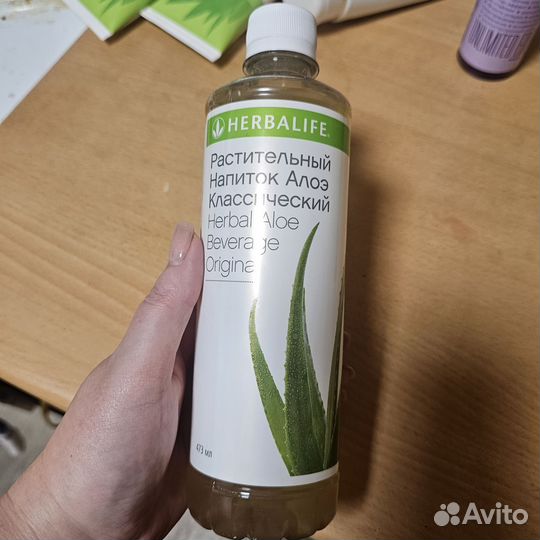 HERBALIFE
Растительный
Напиток Алоэ
Классический
Herbal Aloe
Beverage
Original
473 мл
Avito